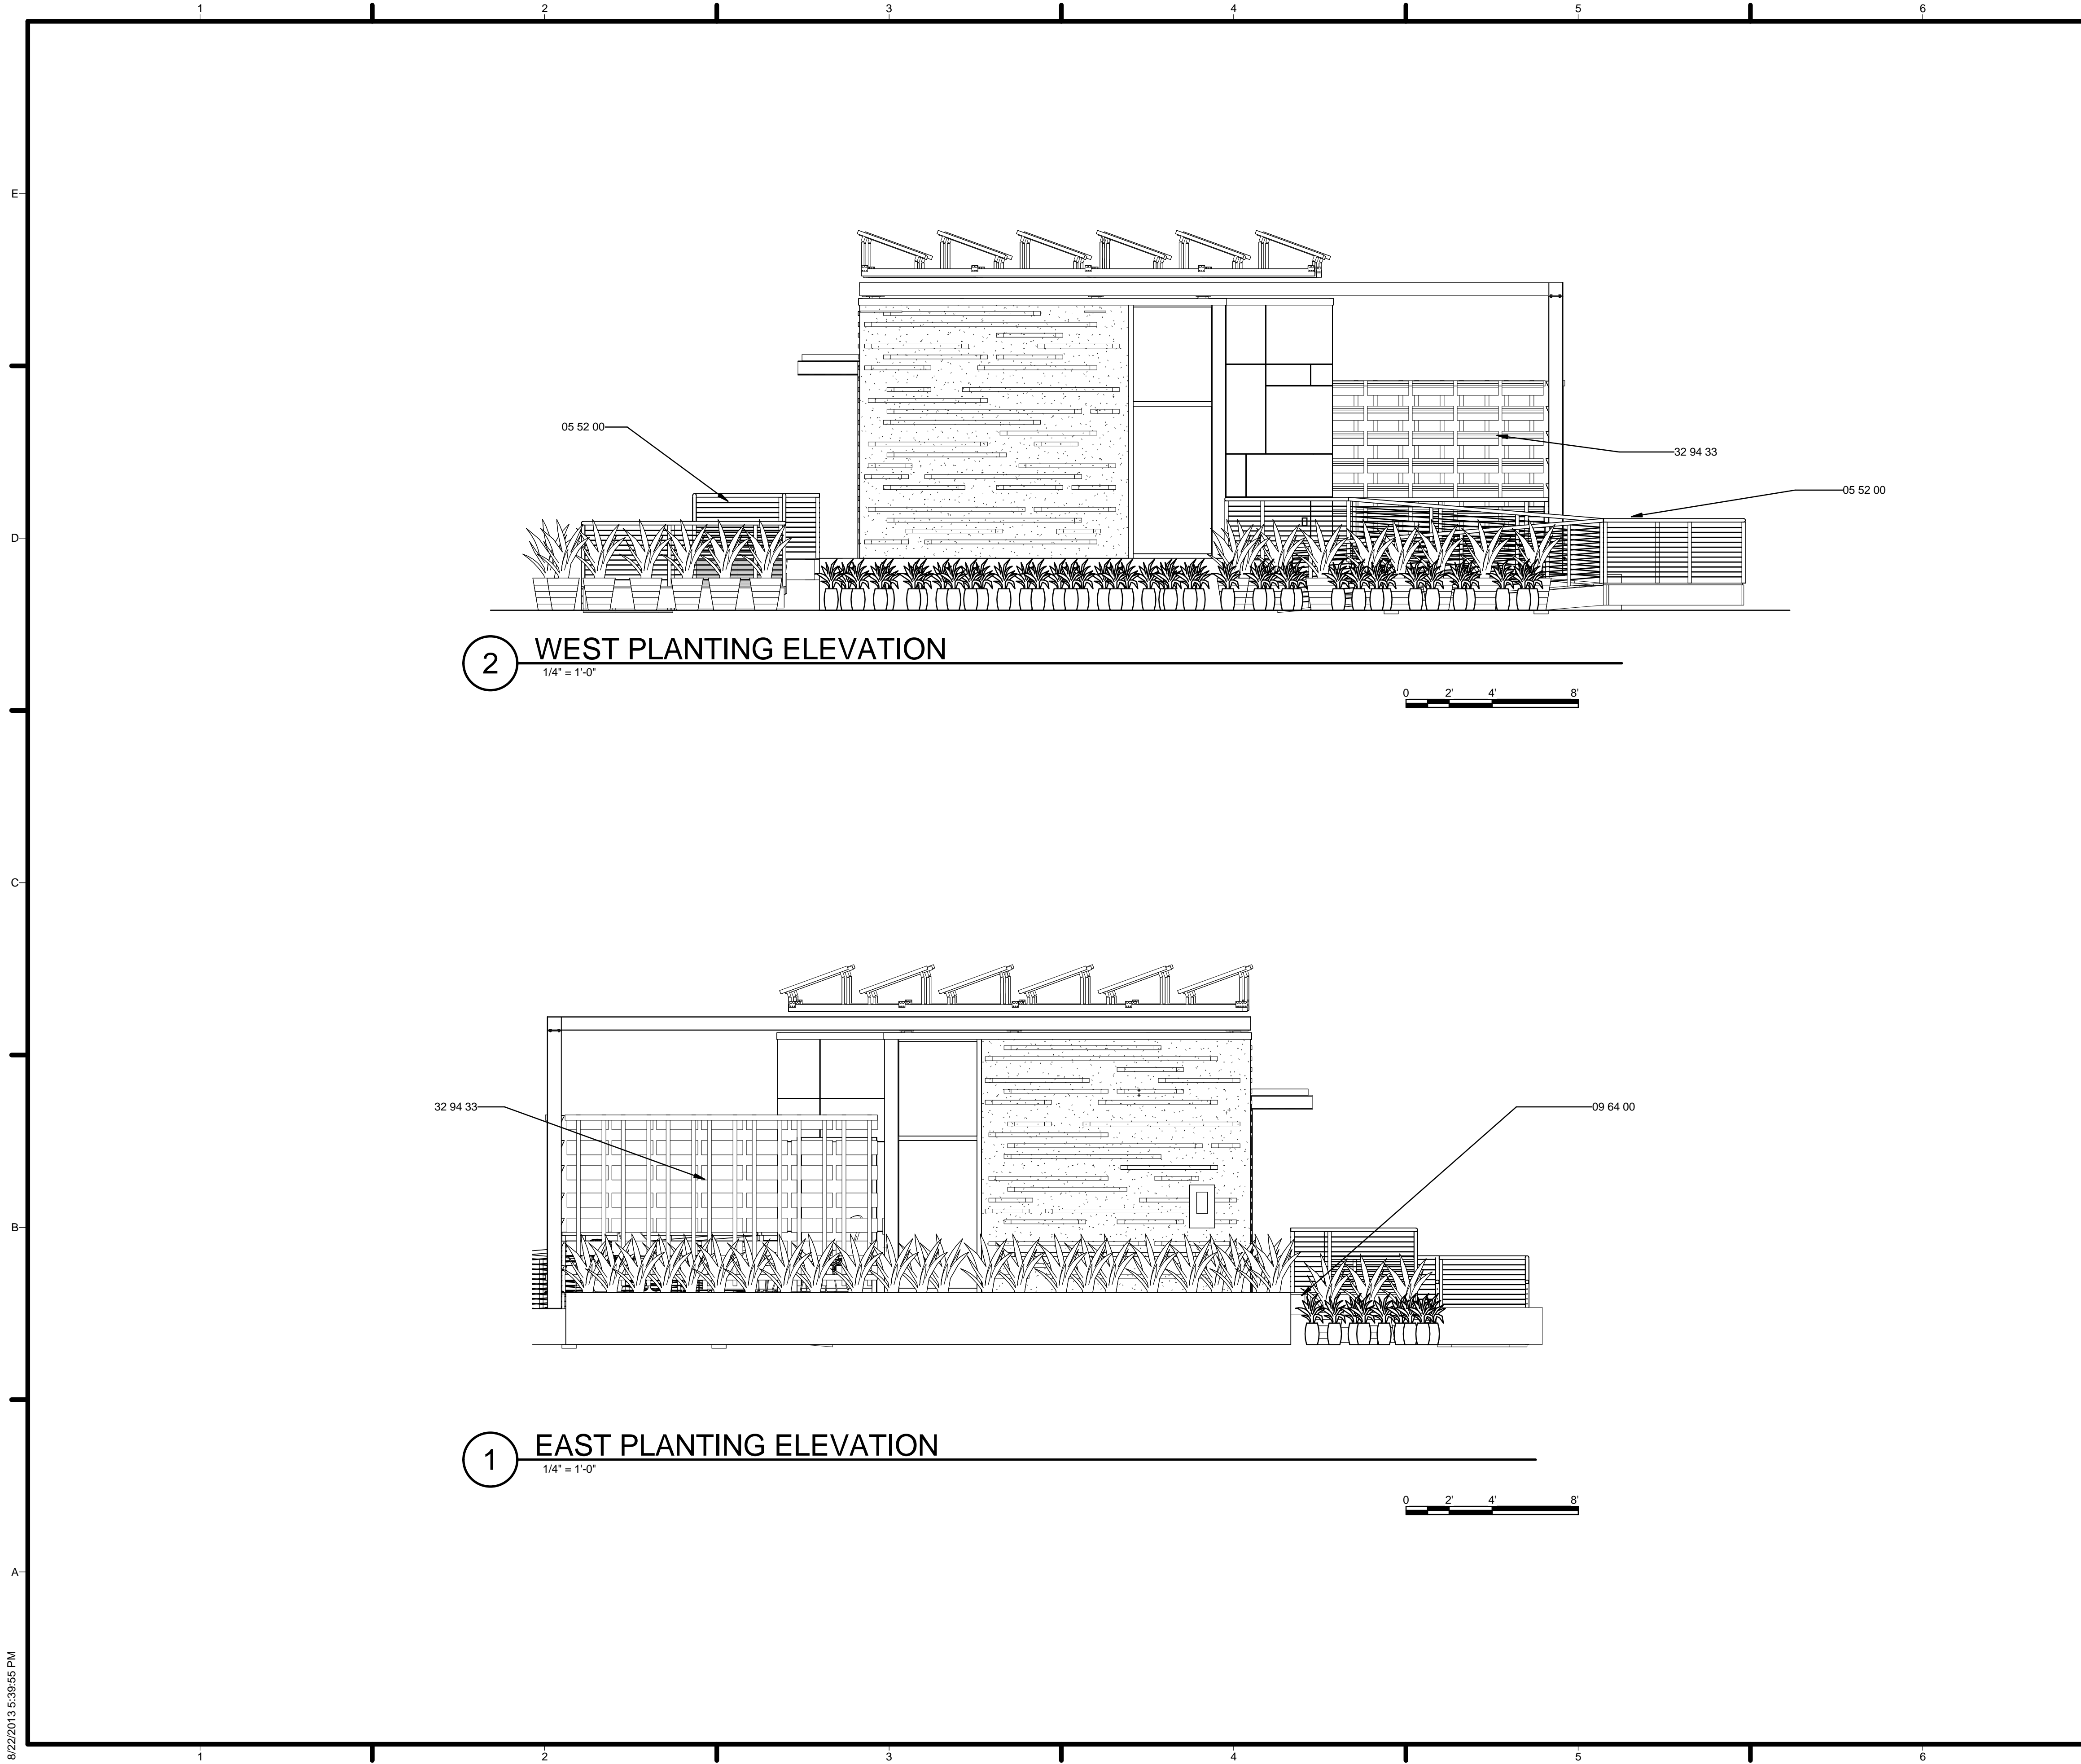 1 2 3 4 5 6
E
05 52 00
32 94 33
05 52 00
D
2 WEST PLANTING ELEVATION
1/4" = 1'-0"
0 2' 4' 8'
C
32 94 33
09 64 00
B
1 EAST PLANTING ELEVATION
1/4" = 1'-0"
0 2' 4' 8'
A
8/22/2013 5:39:55 PM
1 2 3 4 5 6